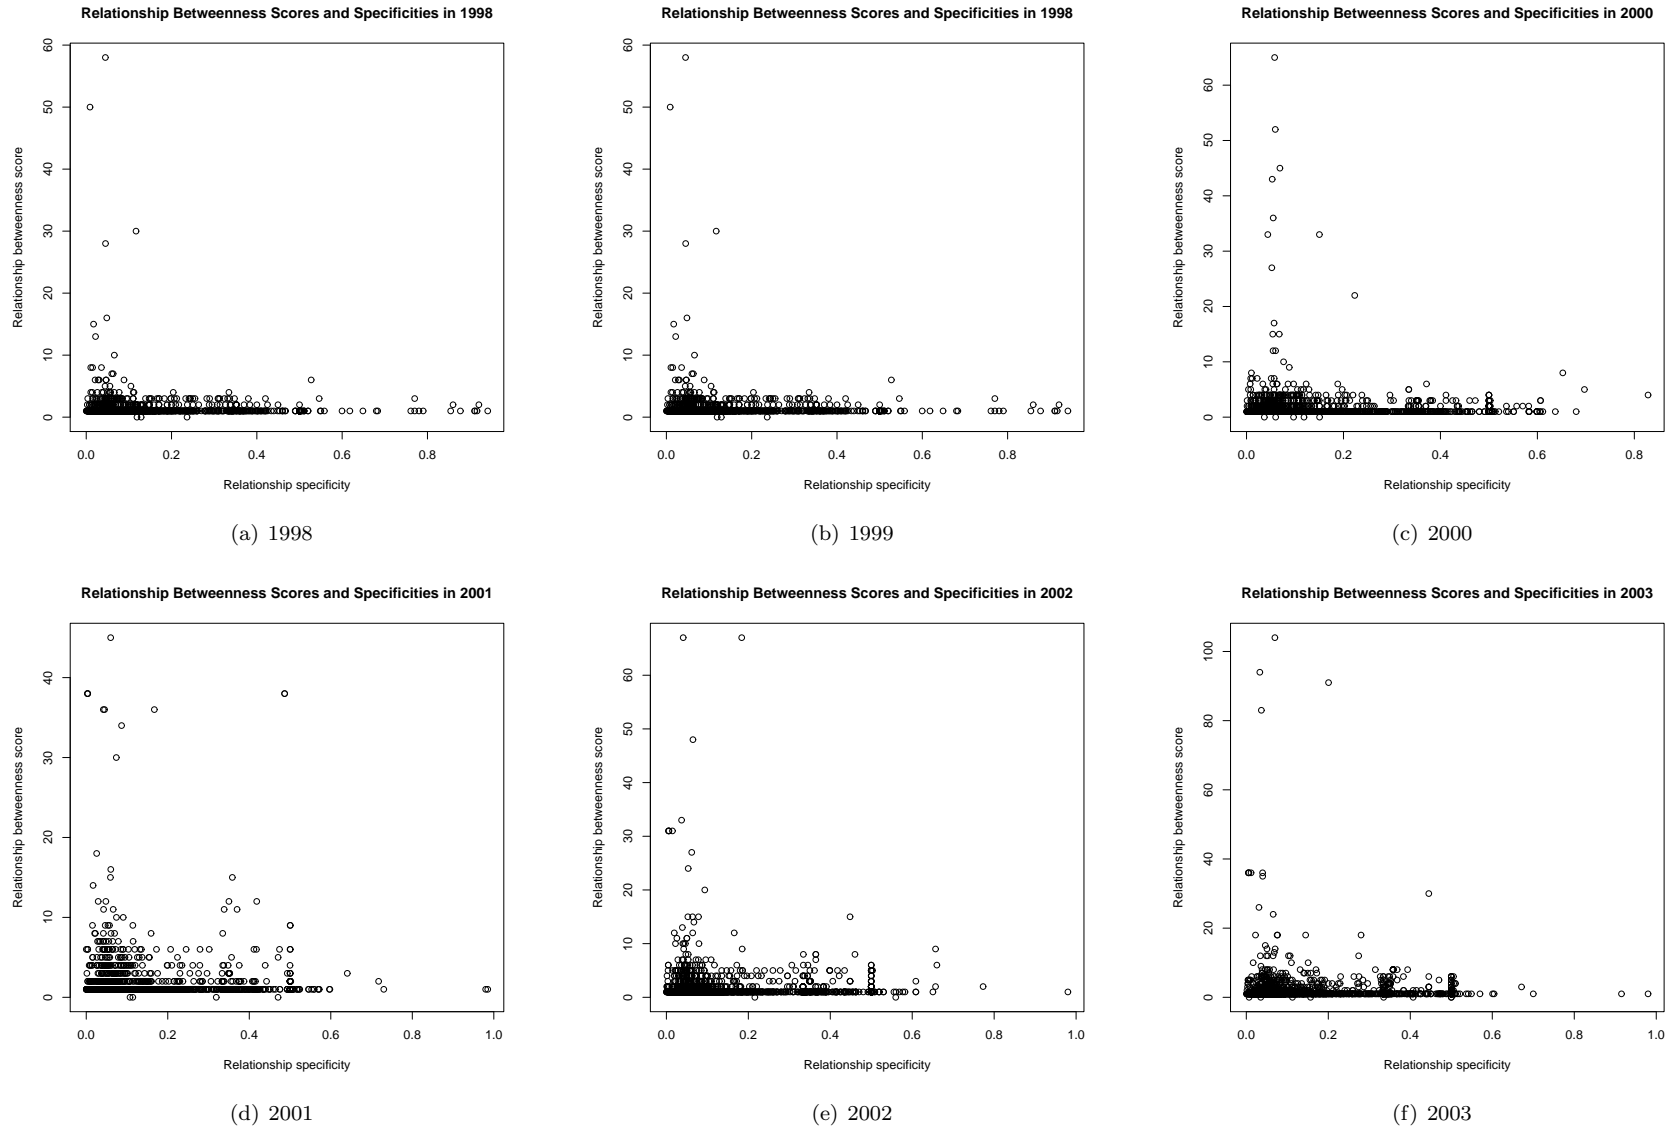 Relationship Betweenness Scores and Specificities in 1998
Relationship betweenness score
0 10 20 30 40 50 60
0.0 0.2 0.4 0.6 0.8
Relationship specificity
(a) 1998
Relationship Betweenness Scores and Specificities in 1998
Relationship betweenness score
0 10 20 30 40 50 60
0.0 0.2 0.4 0.6 0.8
Relationship specificity
(b) 1999
Relationship Betweenness Scores and Specificities in 2000
Relationship betweenness score
0 10 20 30 40 50 60
0.0 0.2 0.4 0.6 0.8
Relationship specificity
(c) 2000
Relationship Betweenness Scores and Specificities in 2001
Relationship betweenness score
0 10 20 30 40
0.0 0.2 0.4 0.6 0.8 1.0
Relationship specificity
(d) 2001
Relationship Betweenness Scores and Specificities in 2002
Relationship betweenness score
0 10 20 30 40 50 60
0.0 0.2 0.4 0.6 0.8 1.0
Relationship specificity
(e) 2002
Relationship Betweenness Scores and Specificities in 2003
Relationship betweenness score
0 20 40 60 80 100
0.0 0.2 0.4 0.6 0.8 1.0
Relationship specificity
(f) 2003